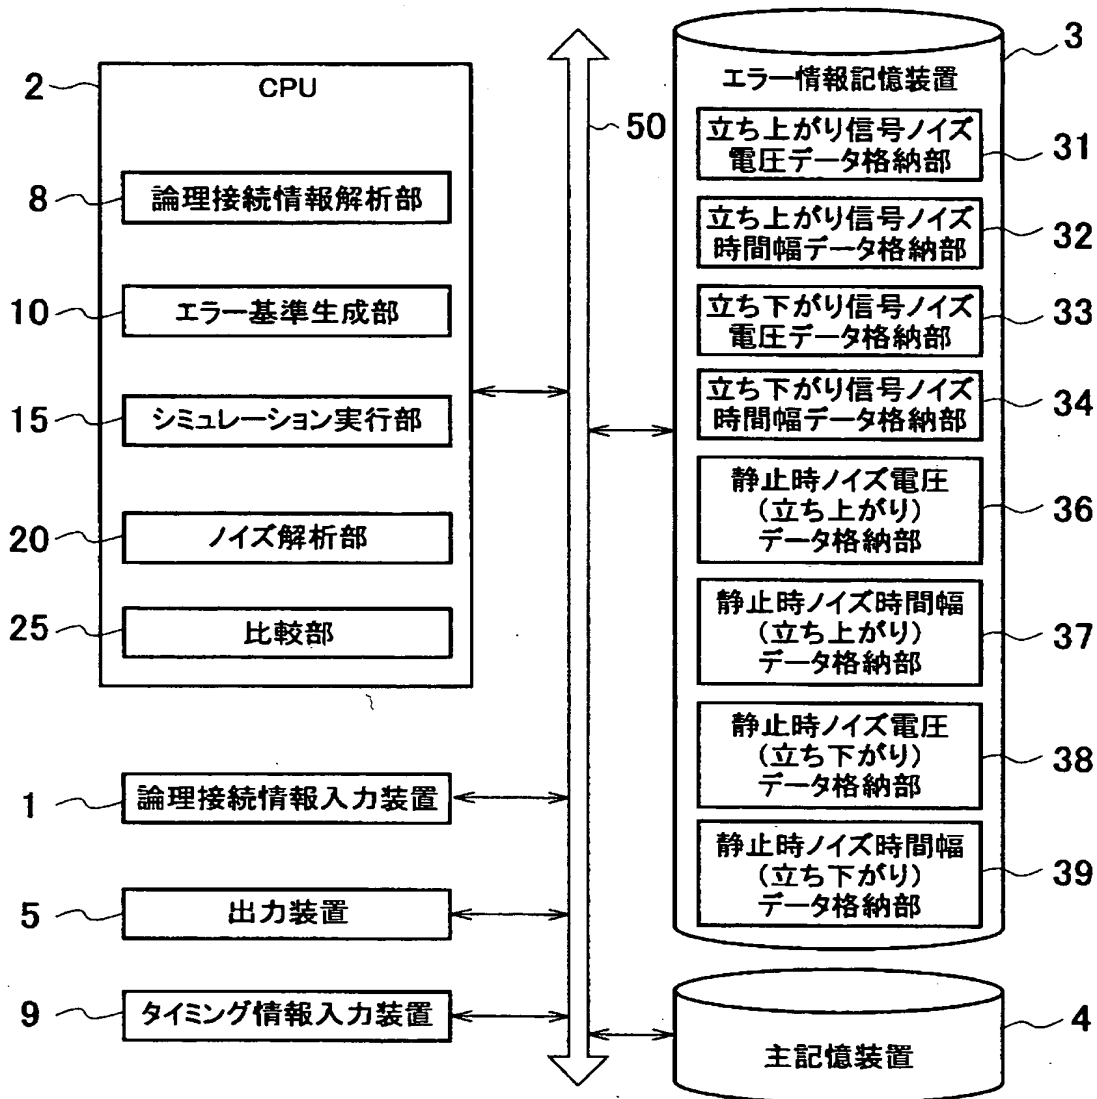 2
CPU
8
論理接続情報解析部
10
エラー基準生成部
15
シミュレーション実行部
20
ノイズ解析部
25
比較部
1
論理接続情報入力装置
5
出力装置
9
タイミング情報入力装置
50
3
エラー情報記憶装置
立ち上がり信号ノイズ
電圧データ格納部
31
立ち上がり信号ノイズ
時間幅データ格納部
32
立ち下がり信号ノイズ
電圧データ格納部
33
立ち下がり信号ノイズ
時間幅データ格納部
34
静止時ノイズ電圧
(立ち上がり)
データ格納部
36
静止時ノイズ時間幅
(立ち上がり)
データ格納部
37
静止時ノイズ電圧
(立ち下がり)
データ格納部
38
静止時ノイズ時間幅
(立ち下がり)
データ格納部
39
4
主記憶装置